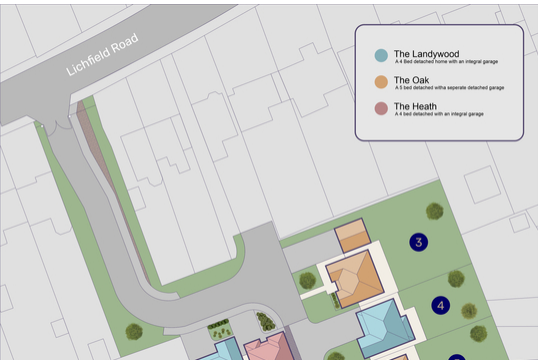 Lichfield Road
The Landywood
A 4 Bed detached home with an integral garage
The Oak
A 5 bed detached witha seperate detached garage
The Heath
A 4 bed detached with an integral garage
3
4